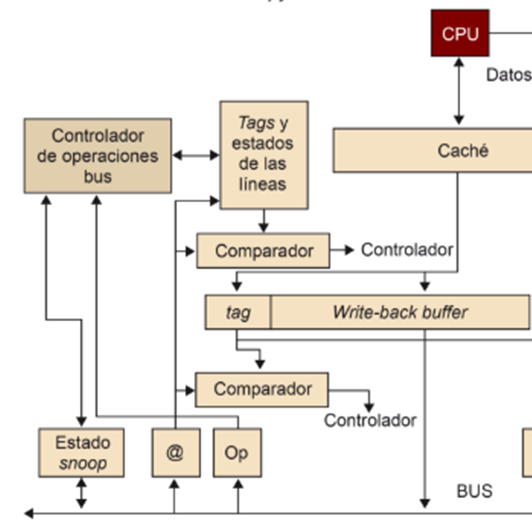 CPU
Datos
Controlador
de operaciones
bus
Tags y
estados
de las
líneas
Caché
Comparador
Controlador
tag
Write-back buffer
Comparador
Controlador
Estado
snoop
@
Op
BUS